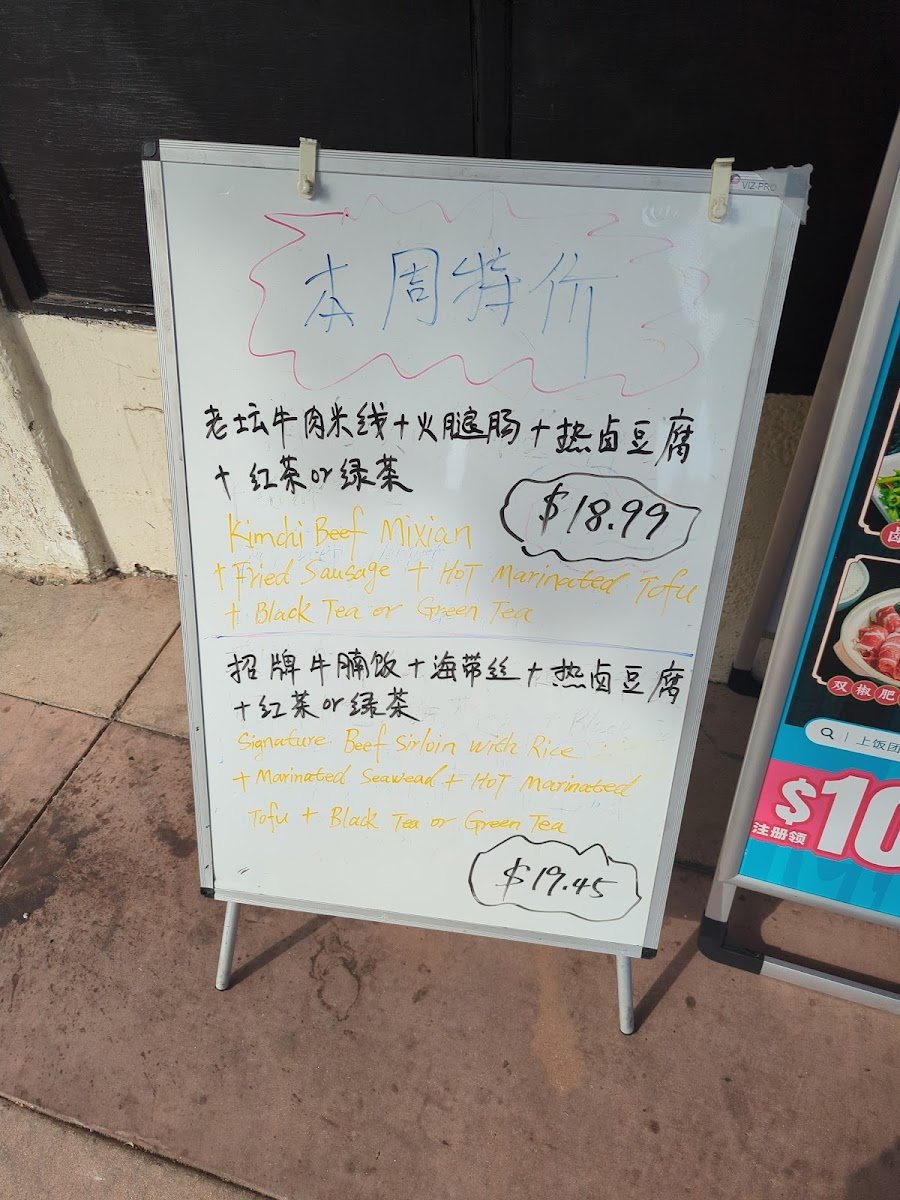 VIZ-PRO
本周特价
老坛牛肉米线+火腿肠+热卤豆腐
+红茶or绿茶
$18.99
Kimchi Beef Mixian
+ Fried Sausage + HOT Marinated Tofu
+ Black Tea or Green Tea
招牌牛腩饭+海带丝+热卤豆腐
+红茶or绿茶
Signature Beef Sirloin with Rice
+ Marinated Seawead + HOT Marinated
Tofu + Black Tea or Green Tea
$19.45
卤
双椒肥
上饭团
$10
注册领